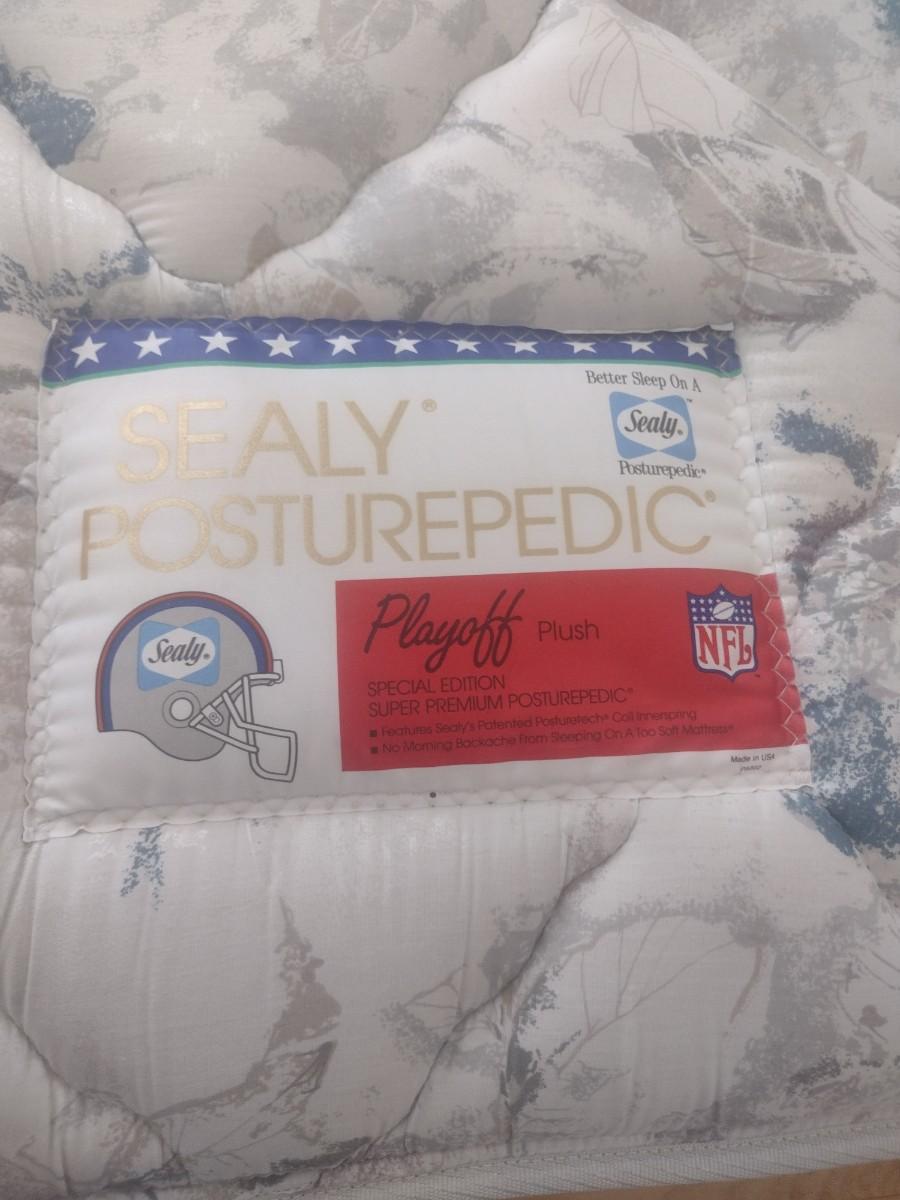 Better Sleep On A
Sealy®
Posturepedic®
SEALY®
POSTUREPEDIC®
Sealy®
Playoff Plush
NFL
SPECIAL EDITION
SUPER PREMIUM POSTUREPEDIC®
■ Features Sealy's Patented Posturetech® Coil Innerspring
■ No Morning Backache From Sleeping On A Too Soft Mattress®
Made in USA